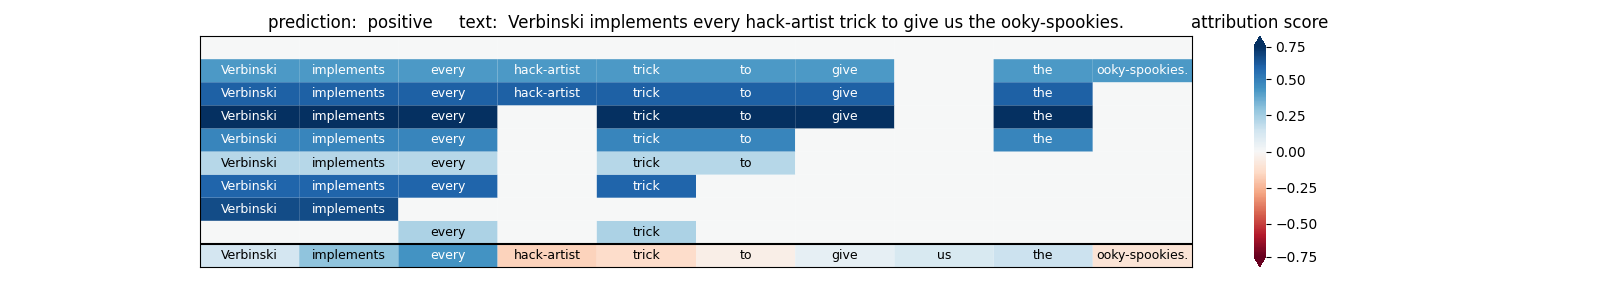 prediction:  positive     text:  Verbinski implements every hack-artist trick to give us the ooky-spookies.     attribution score
Verbinski implements every hack-artist trick to give the ooky-spookies.
Verbinski implements every hack-artist trick to give the
Verbinski implements every trick to give the
Verbinski implements every trick to the
Verbinski implements every trick to
Verbinski implements every trick
Verbinski implements
every trick
Verbinski implements every hack-artist trick to give us the ooky-spookies.
0.75
0.50
0.25
0.00
−0.25
−0.50
−0.75